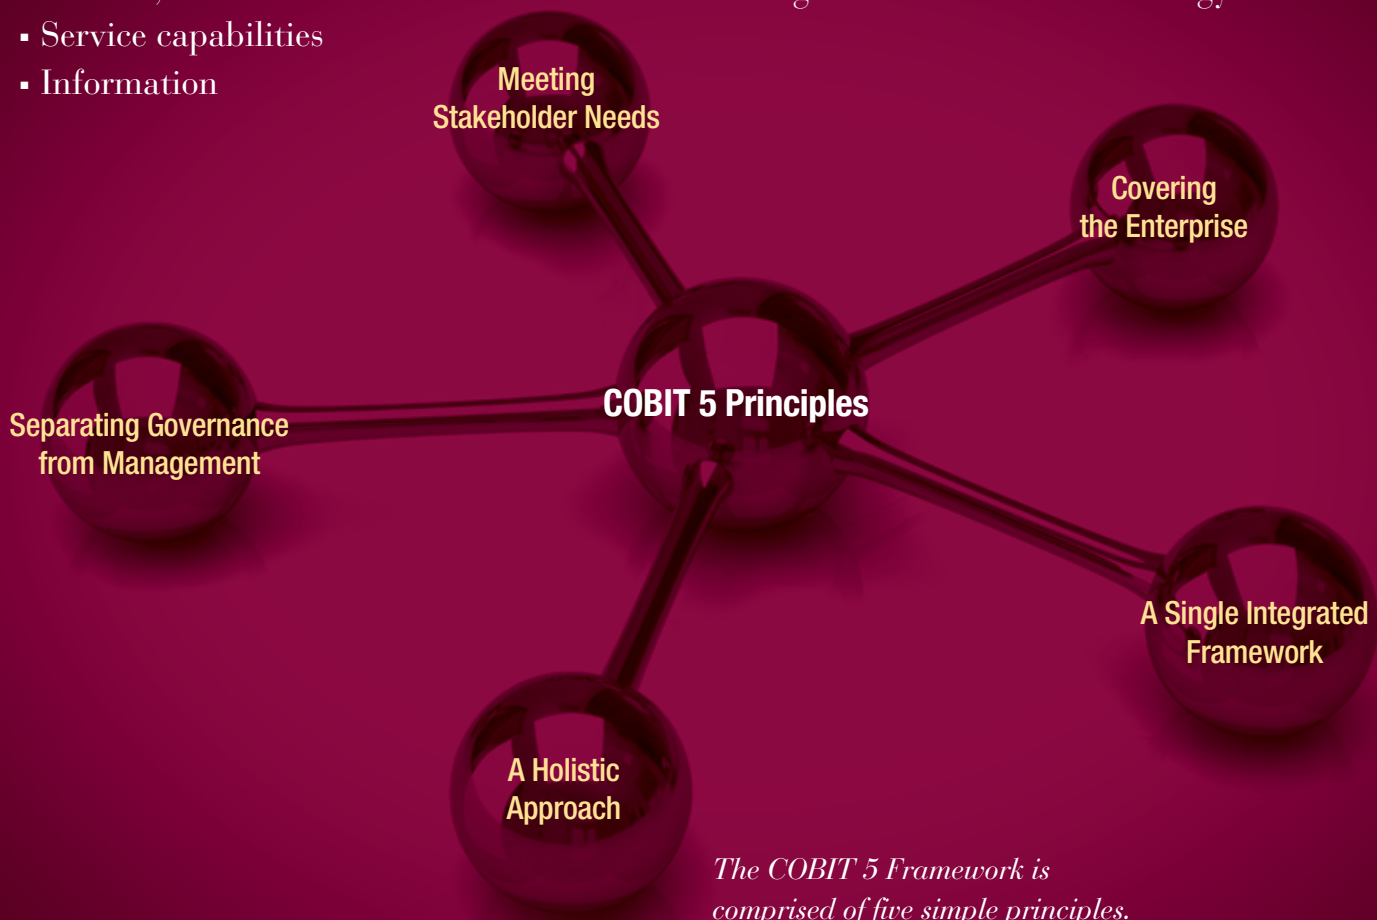 ▪ Service capabilities
▪ Information
Meeting
Stakeholder Needs
Covering
the Enterprise
COBIT 5 Principles
Separating Governance
from Management
A Single Integrated
Framework
A Holistic
Approach
The COBIT 5 Framework is
comprised of five simple principles.